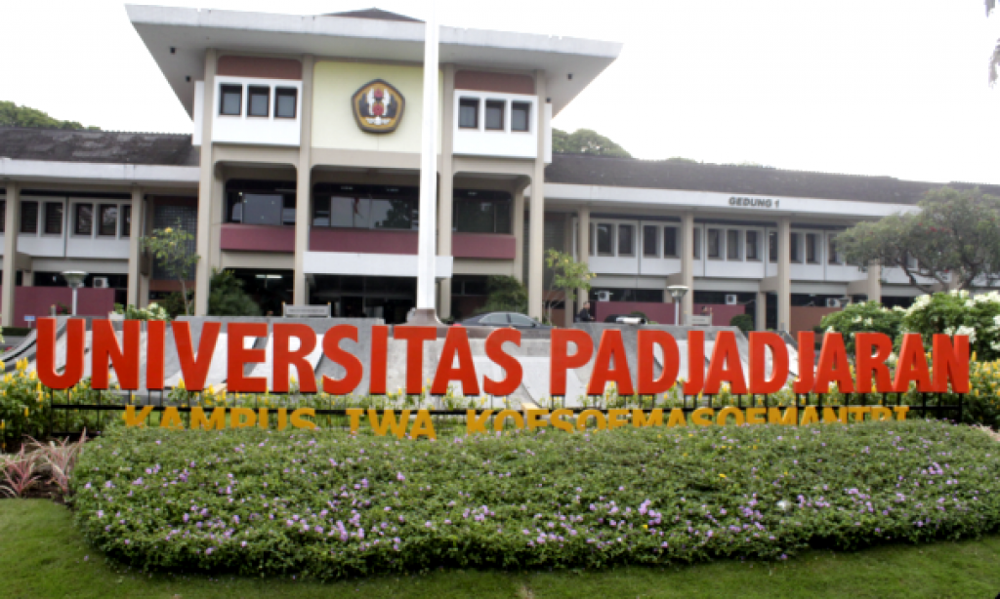 GEDUNG 1
UNIVERSITAS PADJADJARAN
KAMPUS IWA KOESOEMASOEMANTRI